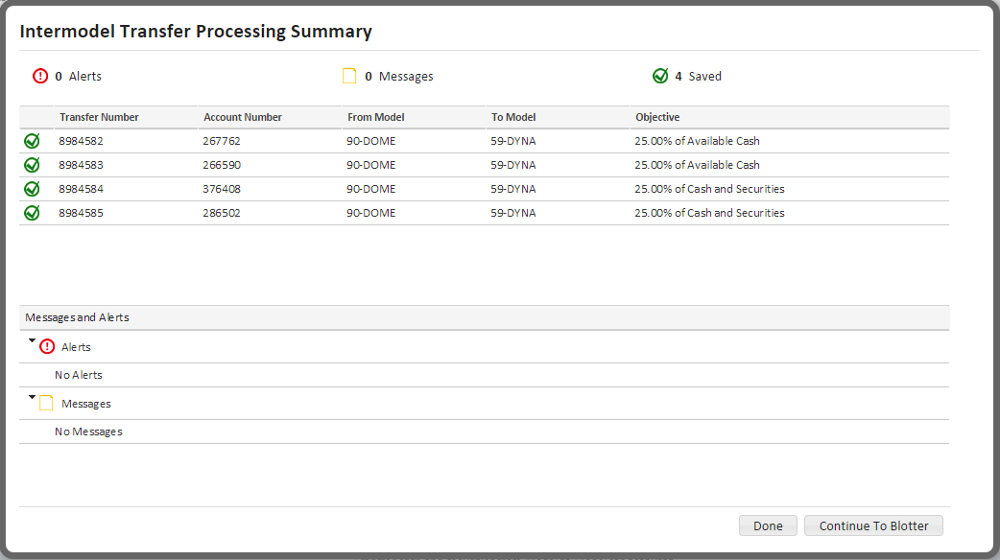 Intermodel Transfer Processing Summary
0 Alerts 0 Messages 4 Saved
Transfer Number Account Number From Model To Model Objective
8984582 267762 90-DOME 59-DYNA 25.00% of Available Cash
8984583 266590 90-DOME 59-DYNA 25.00% of Available Cash
8984584 376408 90-DOME 59-DYNA 25.00% of Cash and Securities
8984585 286502 90-DOME 59-DYNA 25.00% of Cash and Securities
Messages and Alerts
Alerts
No Alerts
Messages
No Messages
Done Continue To Blotter